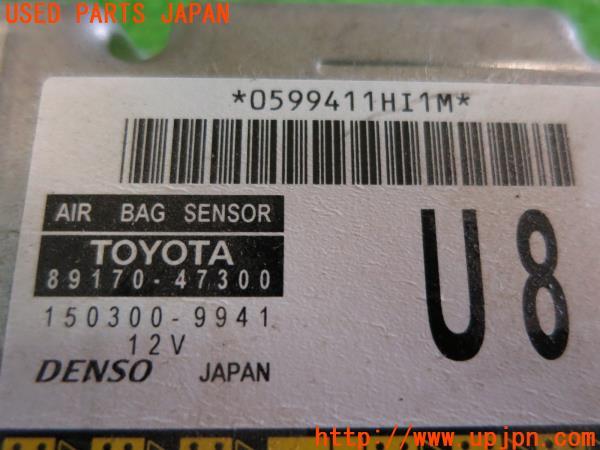 USED PARTS JAPAN
*0599411HI1M*
AIR BAG SENSOR
TOYOTA
89170-47300
150300-9941
12V
DENSO JAPAN
U8
http://www.upjpn.com